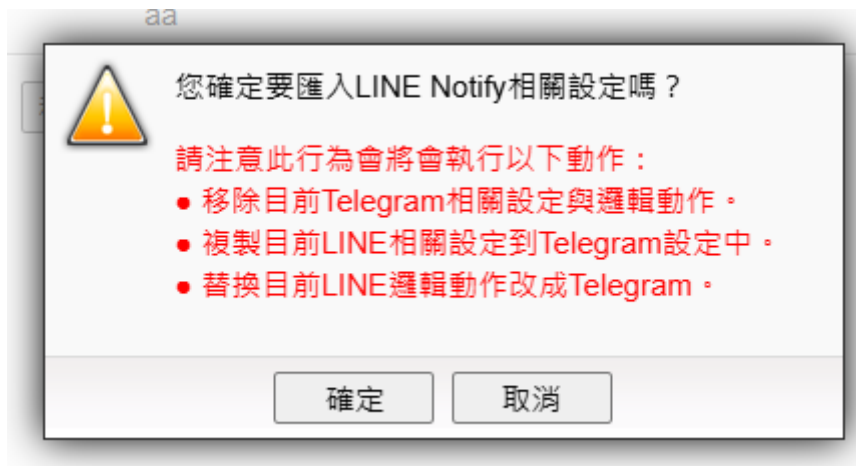 aa
您確定要匯入LINE Notify相關設定嗎？
請注意此行為會將會執行以下動作：
● 移除目前Telegram相關設定與邏輯動作。
● 複製目前LINE相關設定到Telegram設定中。
● 替換目前LINE邏輯動作改成Telegram。
確定
取消